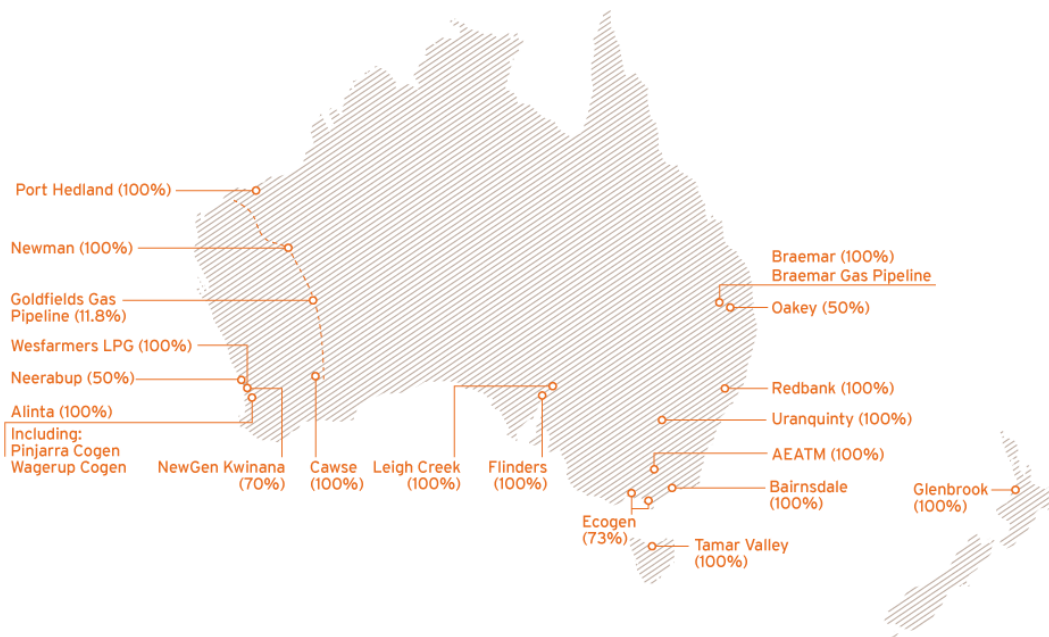 Port Hedland (100%)
Newman (100%)
Goldfields Gas
Pipeline (11.8%)
Wesfarmers LPG (100%)
Neerabup (50%)
Alinta (100%)
Including:
Pinjarra Cogen
Wagerup Cogen
NewGen Kwinana
(70%)
Cawse
(100%)
Leigh Creek
(100%)
Flinders
(100%)
Braemar (100%)
Braemar Gas Pipeline
Oakey (50%)
Redbank (100%)
Uranquinty (100%)
AEATM (100%)
Bairnsdale
(100%)
Ecogen
(73%)
Tamar Valley
(100%)
Glenbrook
(100%)